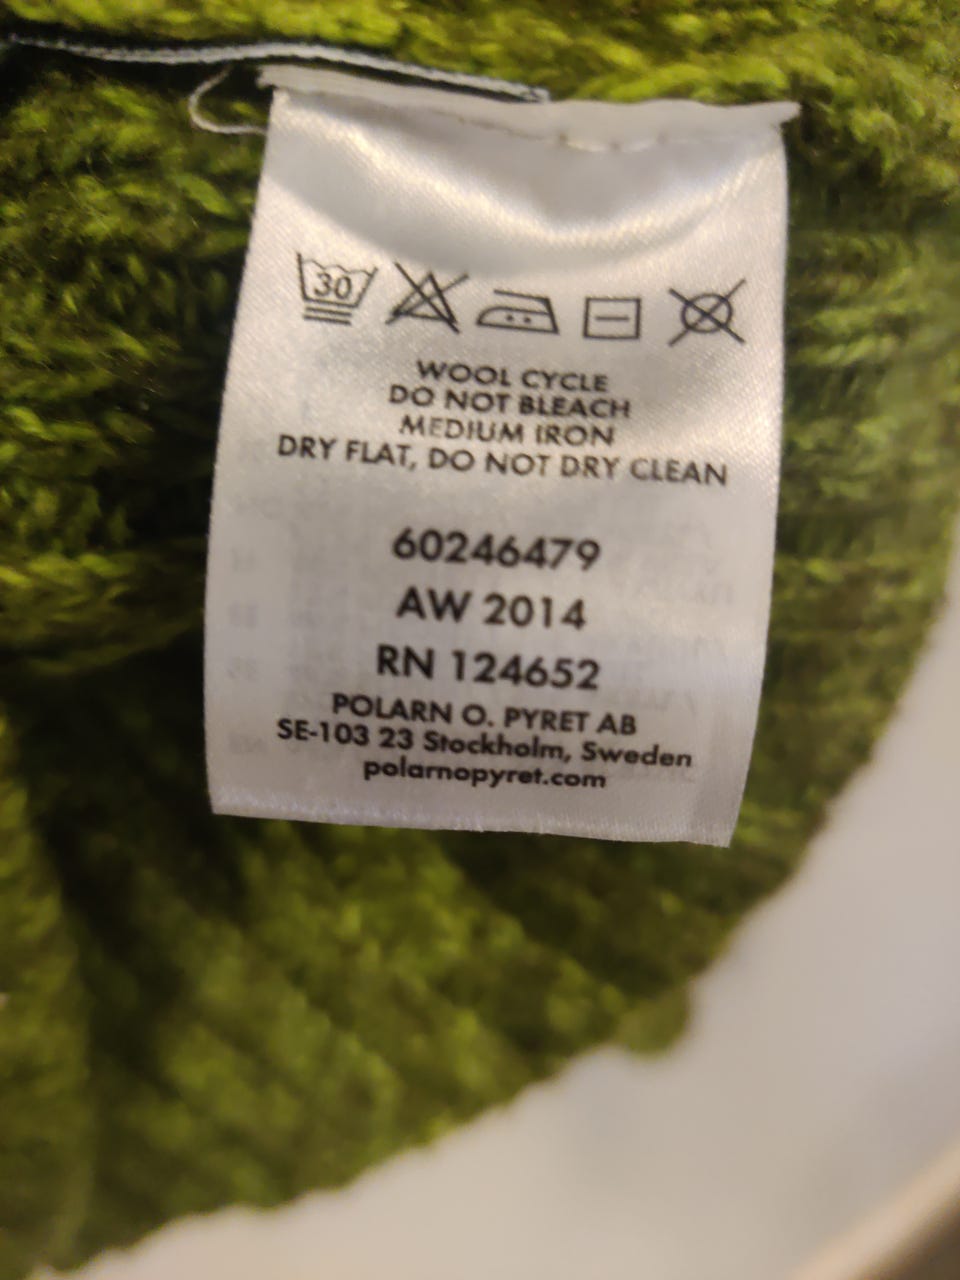 30
WOOL CYCLE
DO NOT BLEACH
MEDIUM IRON
DRY FLAT, DO NOT DRY CLEAN
60246479
AW 2014
RN 124652
POLARN O. PYRET AB
SE-103 23 Stockholm, Sweden
polarnopyret.com